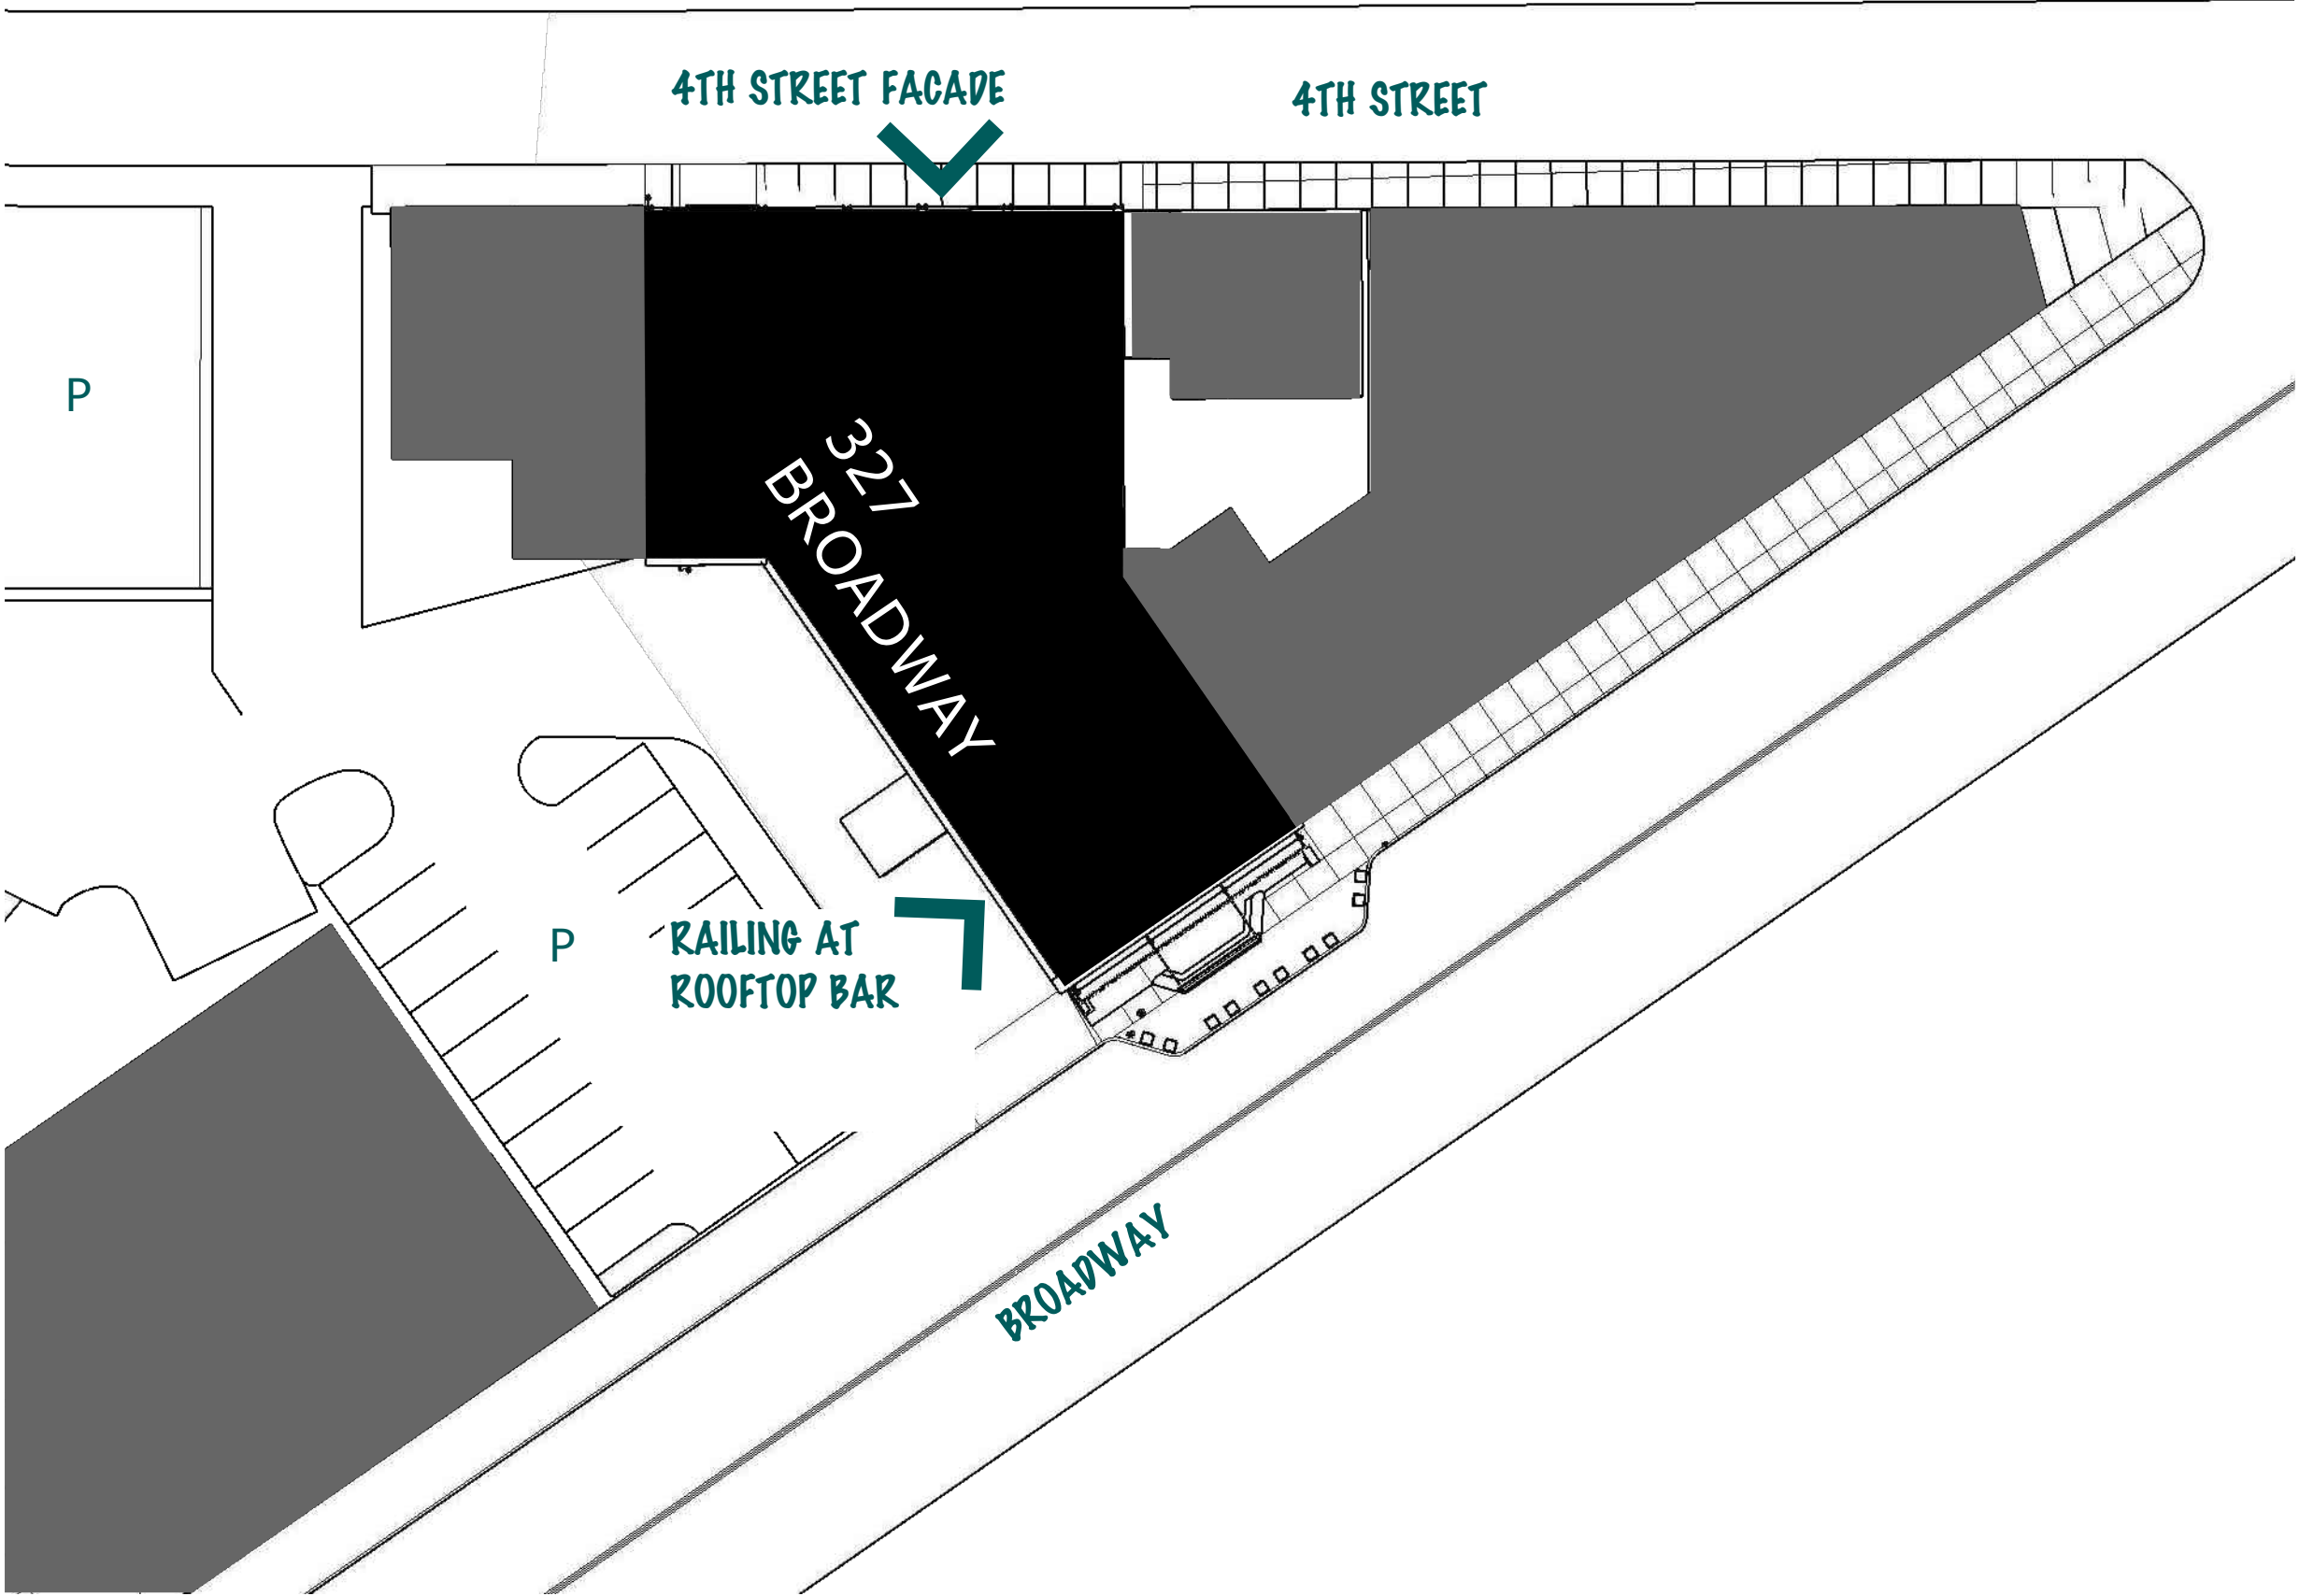 4TH STREET FACADE
4TH STREET
P
327
BROADWAY
P
RAILING AT
ROOFTOP BAR
BROADWAY